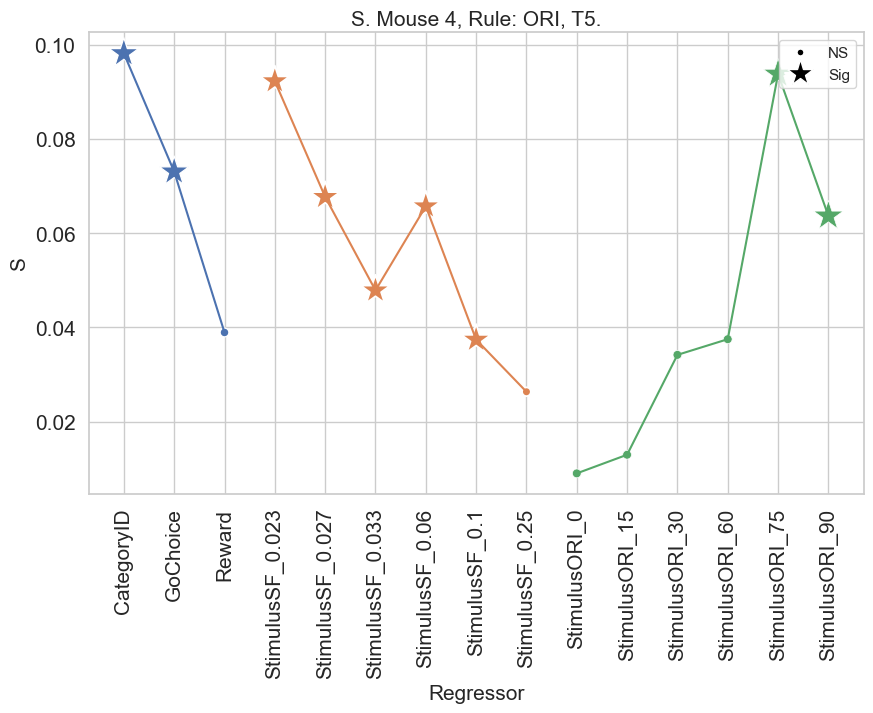 S. Mouse 4, Rule: ORI, T5.
NS
Sig
S
0.10
0.08
0.06
0.04
0.02
CategoryID
GoChoice
Reward
StimulusSF_0.023
StimulusSF_0.027
StimulusSF_0.033
StimulusSF_0.06
StimulusSF_0.1
StimulusSF_0.25
StimulusORI_0
StimulusORI_15
StimulusORI_30
StimulusORI_60
StimulusORI_75
StimulusORI_90
Regressor